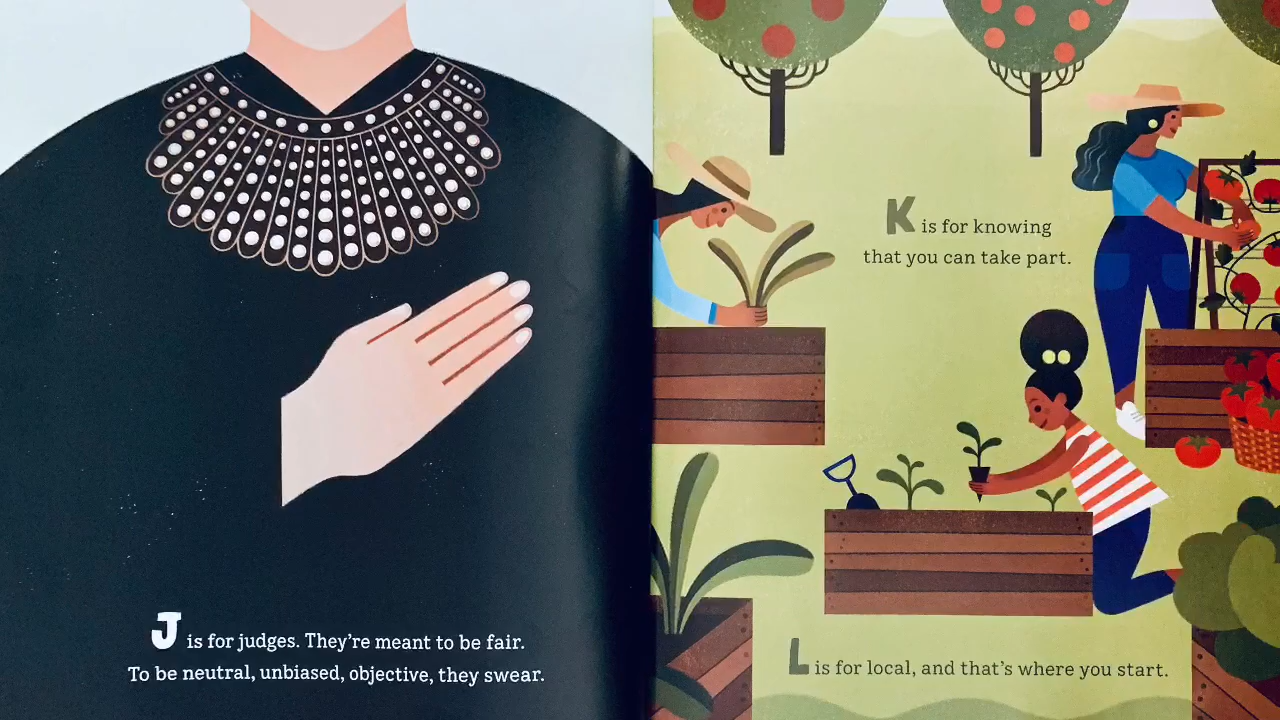 J is for judges. They're meant to be fair.
To be neutral, unbiased, objective, they swear.
K is for knowing
that you can take part.
L is for local, and that's where you start.